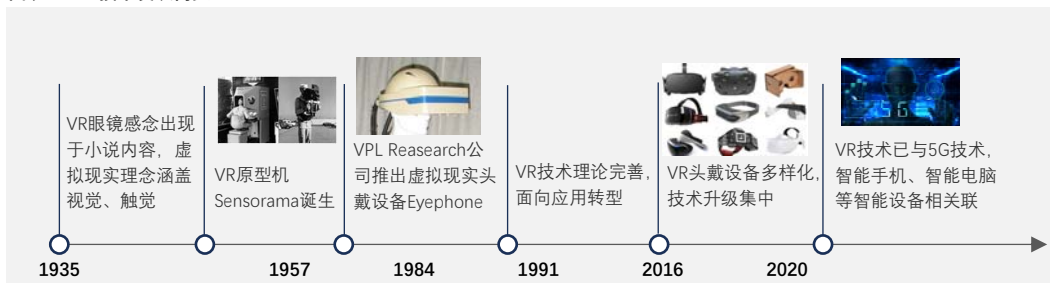 VR眼镜感念出现
于小说内容，虚
拟现实理念涵盖
视觉、触觉
VR原型机
Sensorama诞生
VPL Reasearch公
司推出虚拟现实头
戴设备Eyephone
VR技术理论完善，
面向应用转型
VR头戴设备多样化，
技术升级集中
5G
VR技术已与5G技术，
智能手机、智能电脑
等智能设备相关联
1935
1957
1984
1991
2016
2020